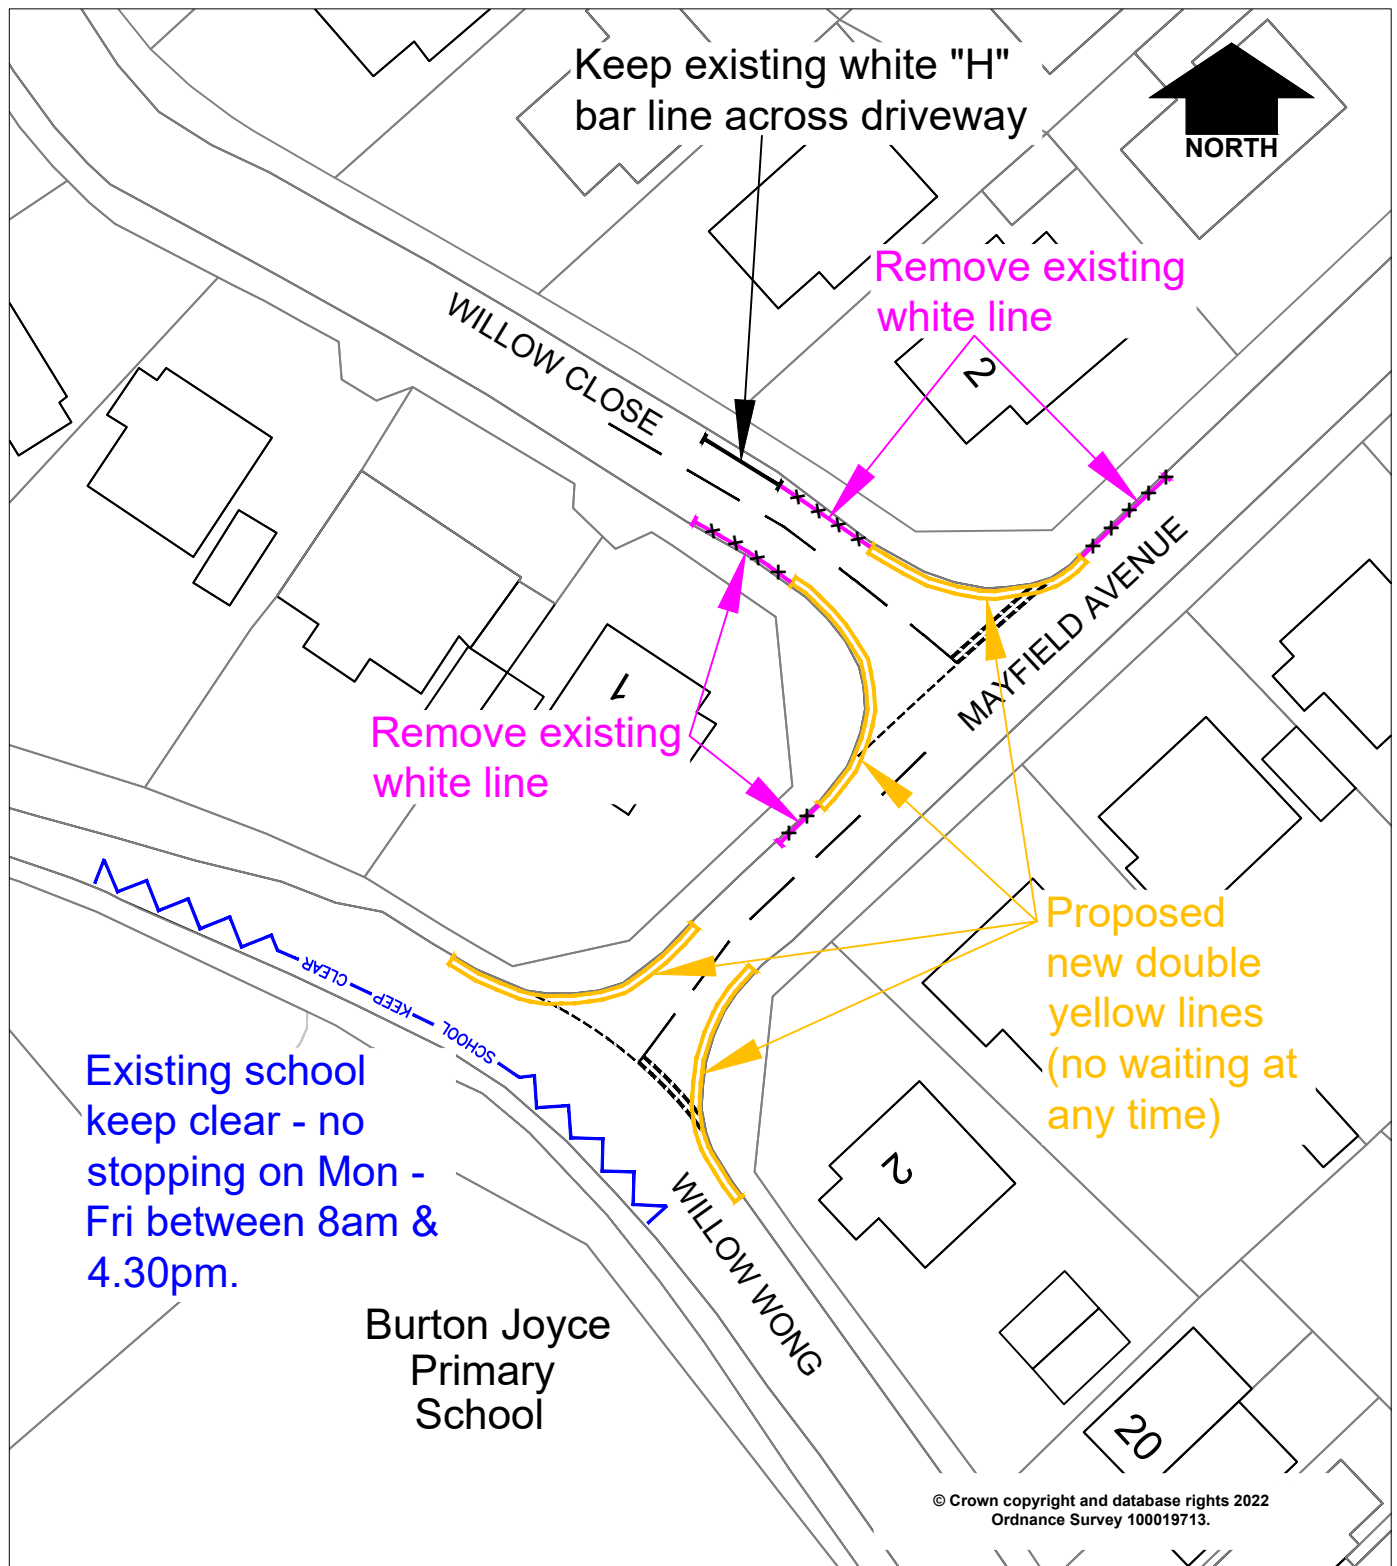 Keep existing white "H"
bar line across driveway
NORTH
Remove existing
white line
2
WILLOW CLOSE
MAYFIELD AVENUE
1
Remove existing
white line
Proposed
new double
yellow lines
(no waiting at
any time)
SCHOOL KEEP CLEAR
Existing school
keep clear - no
stopping on Mon -
Fri between 8am &
4.30pm.
2
WILLOW WONG
Burton Joyce
Primary
School
20
© Crown copyright and database rights 2022
Ordnance Survey 100019713.